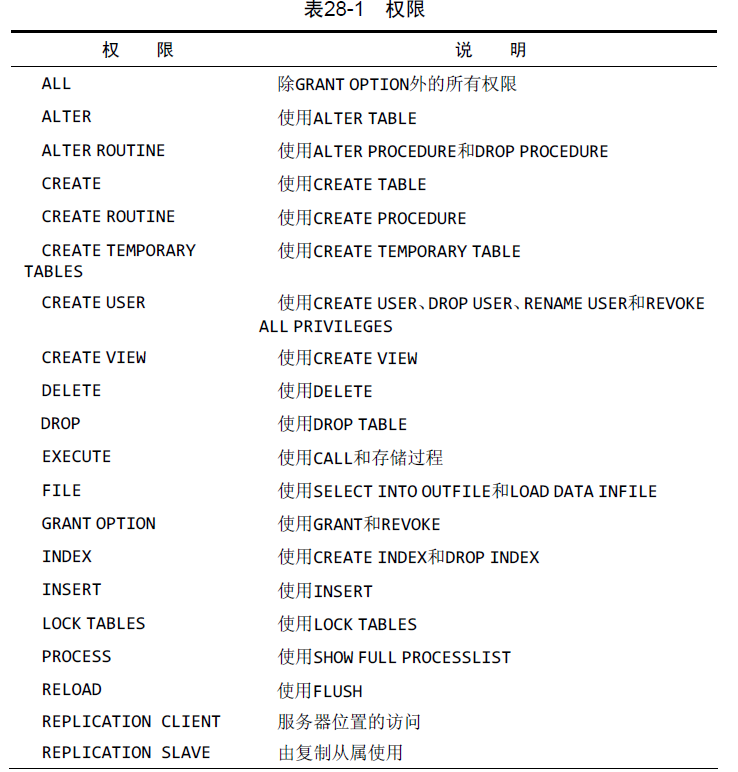 表28-1 权限
权 限 说 明
ALL 除GRANT OPTION外的所有权限
ALTER 使用ALTER TABLE
ALTER ROUTINE 使用ALTER PROCEDURE和DROP PROCEDURE
CREATE 使用CREATE TABLE
CREATE ROUTINE 使用CREATE PROCEDURE
CREATE TEMPORARY 使用CREATE TEMPORARY TABLE
TABLES
CREATE USER 使用CREATE USER、DROP USER、RENAME USER和REVOKE
ALL PRIVILEGES
CREATE VIEW 使用CREATE VIEW
DELETE 使用DELETE
DROP 使用DROP TABLE
EXECUTE 使用CALL和存储过程
FILE 使用SELECT INTO OUTFILE和LOAD DATA INFILE
GRANT OPTION 使用GRANT和REVOKE
INDEX 使用CREATE INDEX和DROP INDEX
INSERT 使用INSERT
LOCK TABLES 使用LOCK TABLES
PROCESS 使用SHOW FULL PROCESSLIST
RELOAD 使用FLUSH
REPLICATION CLIENT 服务器位置的访问
REPLICATION SLAVE 由复制从属使用